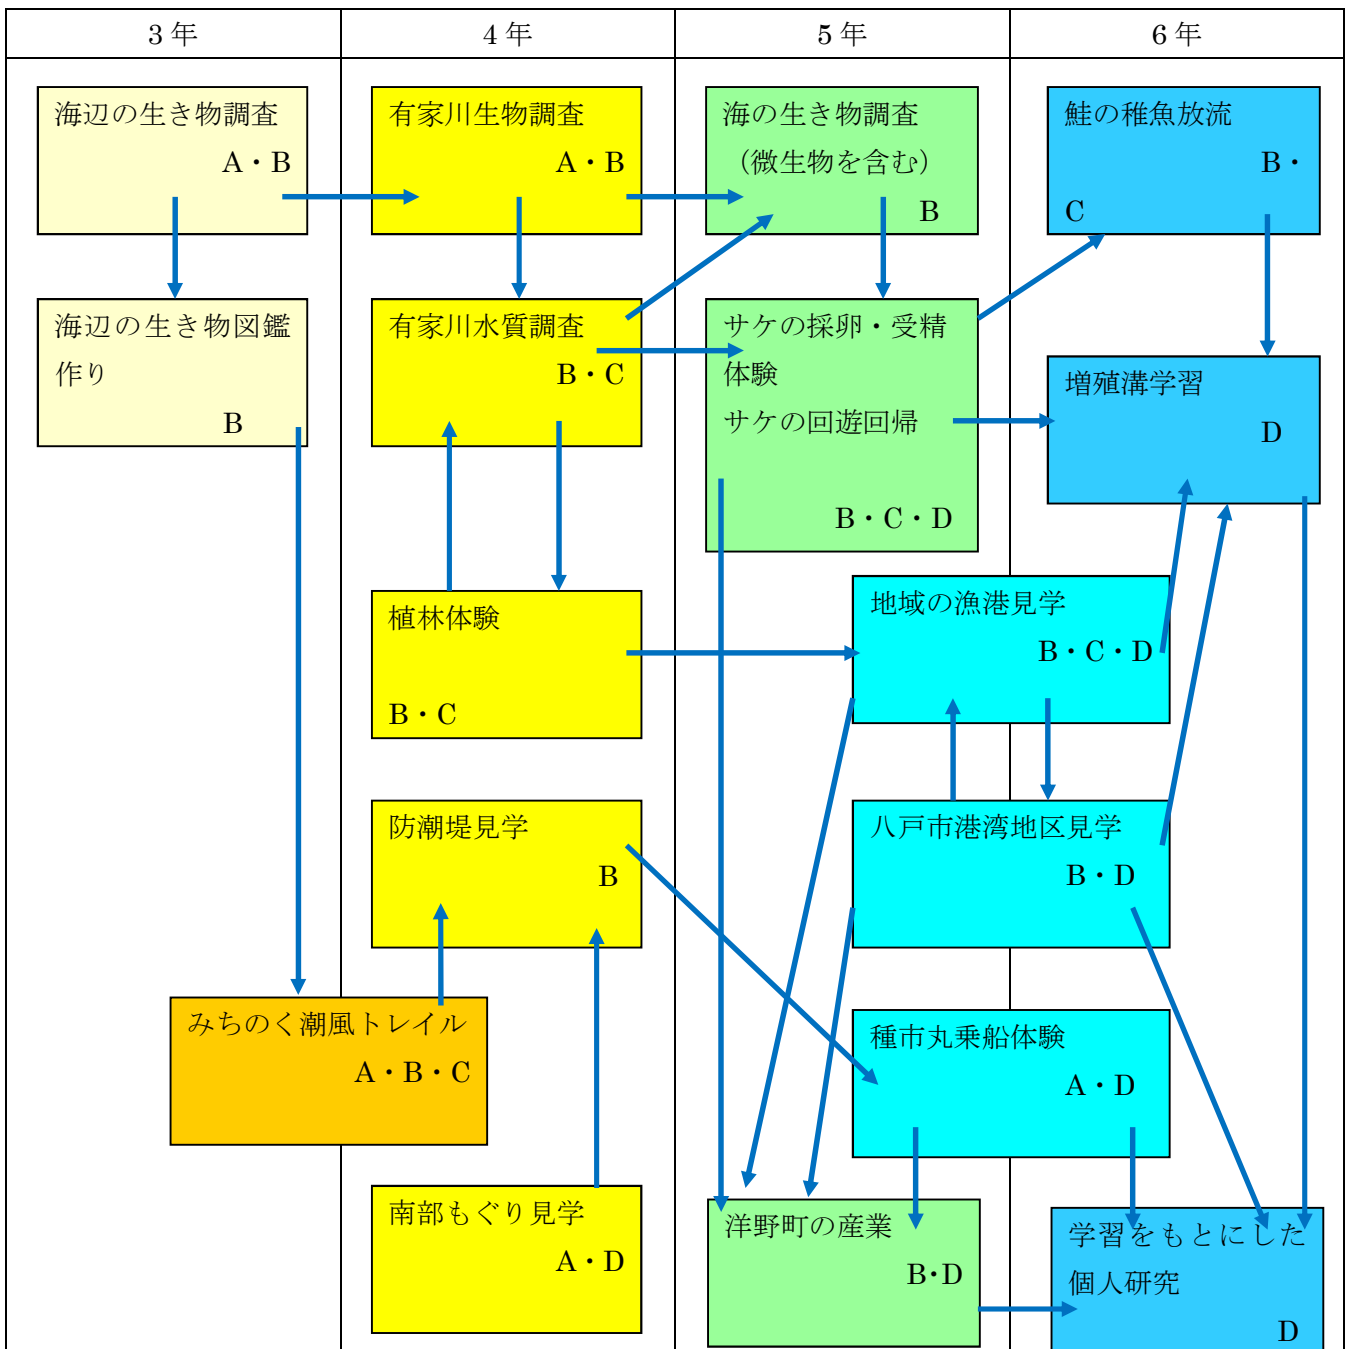 3年
4年
5年
6年
海辺の生き物調査
A・B
海辺の生き物図鑑
作り
B
みちのく潮風トレイル
A・B・C
有家川生物調査
A・B
有家川水質調査
B・C
植林体験
B・C
防潮堤見学
B
南部もぐり見学
A・D
海の生き物調査
（微生物を含む）
B
サケの採卵・受精
体験
サケの回遊回帰
B・C・D
地域の漁港見学
B・C・D
八戸市港湾地区見学
B・D
種市丸乗船体験
A・D
洋野町の産業
B・D
鮭の稚魚放流
B・
C
増殖溝学習
D
学習をもとにした
個人研究
D